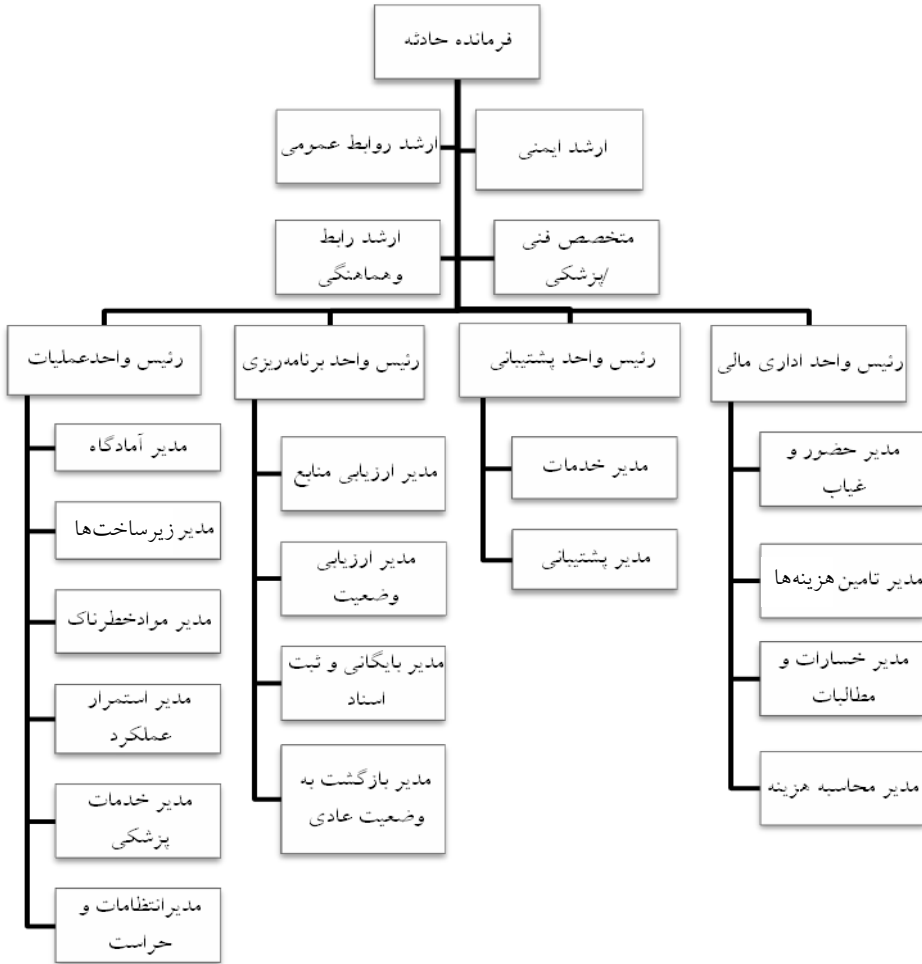 فرمانده حادثه
ارشد ایمنی
ارشد روابط عمومی
متخصص فنی
/پزشکی
ارشد رابط
وهماهنگی
رئیس واحد اداری مالی
رئیس واحد پشتیبانی
رئیس واحد برنامه‌ریزی
رئیس واحدعملیات
مدیر حضور و
غیاب
مدیر تامین هزینه‌ها
مدیر خسارات و
مطالبات
مدیر محاسبه هزینه
مدیر خدمات
مدیر پشتیبانی
مدیر ارزیابی منابع
مدیر ارزیابی
وضعیت
مدیر بایگانی و ثبت
اسناد
مدیر بازگشت به
وضعیت عادی
مدیر آمادگاه
مدیر زیرساخت‌ها
مدیر موادخطرناک
مدیر استمرار
عملکرد
مدیر خدمات
پزشکی
مدیرانتظامات و
حراست